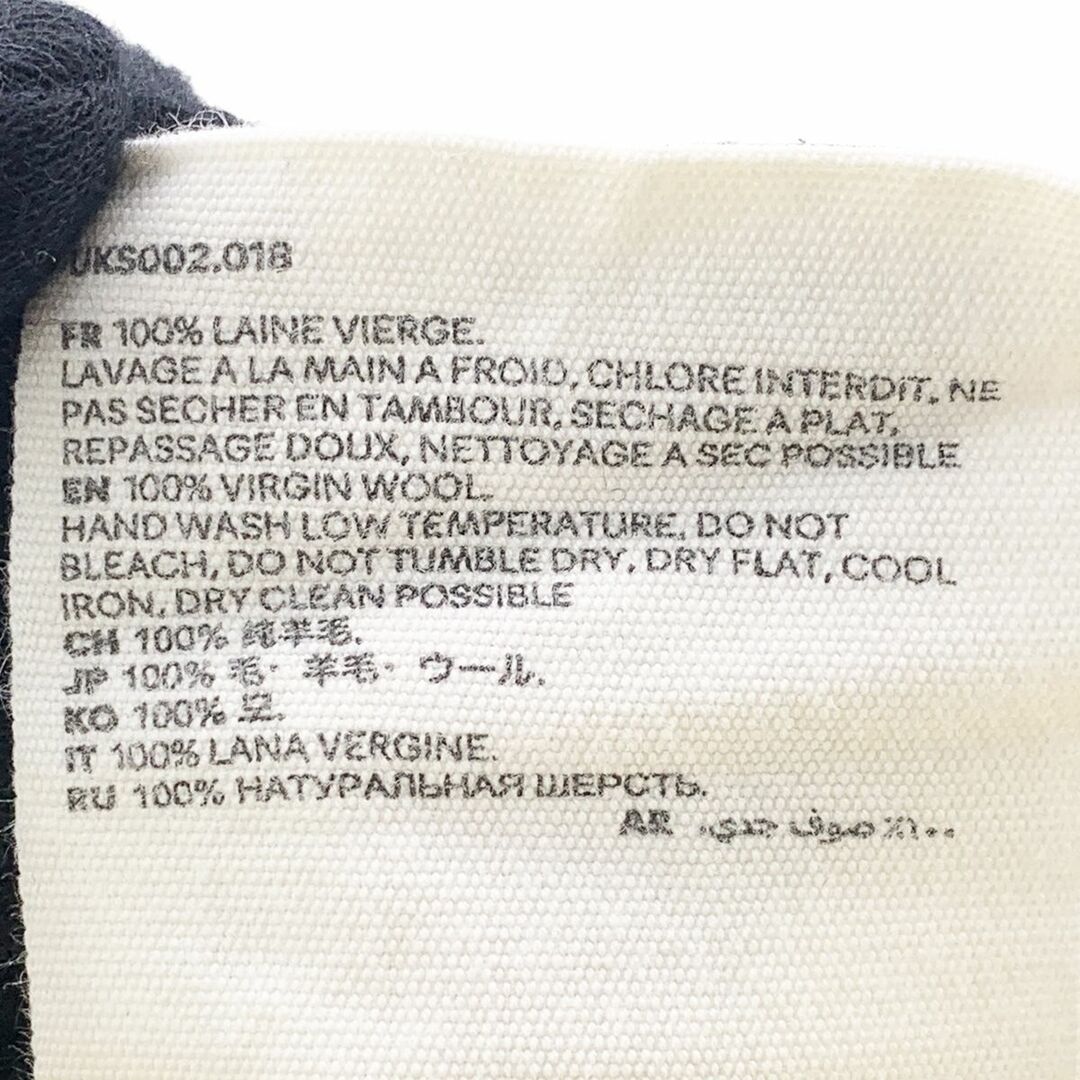 UKS002.018
FR 100% LAINE VIERGE.
LAVAGE A LA MAIN A FROID, CHLORE INTERDIT, NE
PAS SECHER EN TAMBOUR, SECHAGE A PLAT,
REPASSAGE DOUX, NETTOYAGE A SEC POSSIBLE
EN 100% VIRGIN WOOL.
HAND WASH LOW TEMPERATURE, DO NOT
BLEACH, DO NOT TUMBLE DRY, DRY FLAT, COOL
IRON, DRY CLEAN POSSIBLE
CH 100% 纯羊毛.
JP 100% 毛・羊毛・ウール.
KO 100% 모.
IT 100% LANA VERGINE.
RU 100% НАТУРАЛЬНАЯ ШЕРСТЬ.
AR ١٠٠٪ صوف جدي.